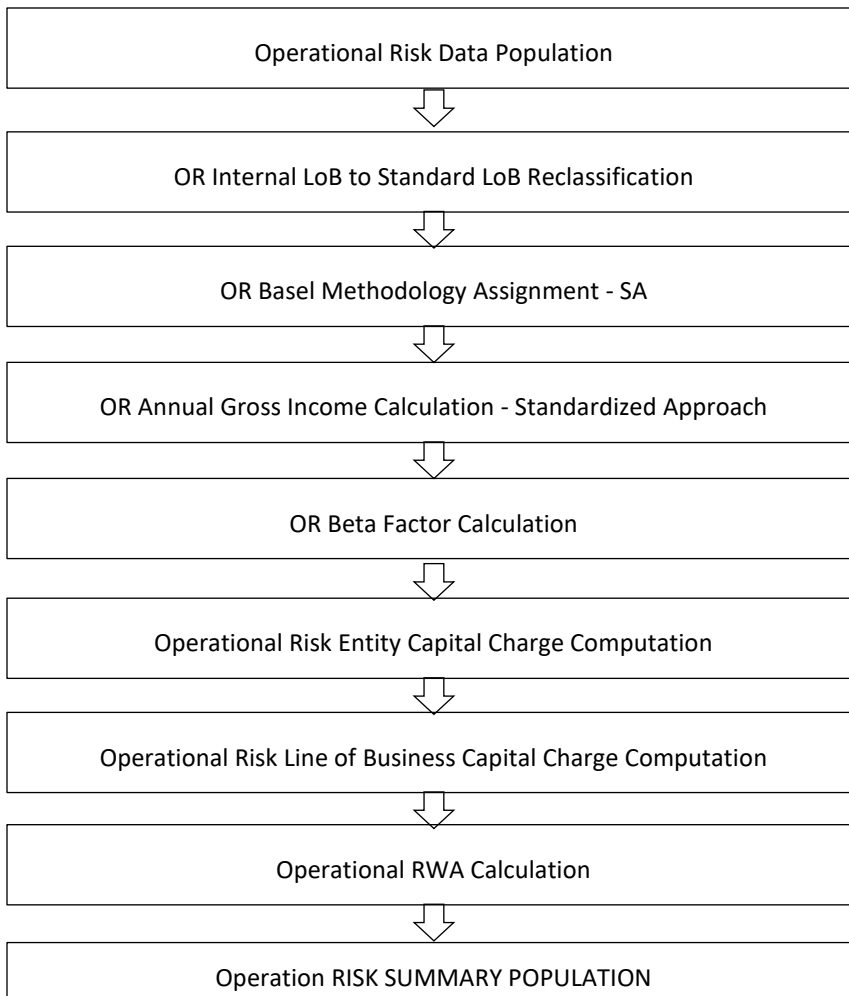 Operational Risk Data Population
OR Internal LoB to Standard LoB Reclassification
OR Basel Methodology Assignment - SA
OR Annual Gross Income Calculation - Standardized Approach
OR Beta Factor Calculation
Operational Risk Entity Capital Charge Computation
Operational Risk Line of Business Capital Charge Computation
Operational RWA Calculation
Operation RISK SUMMARY POPULATION